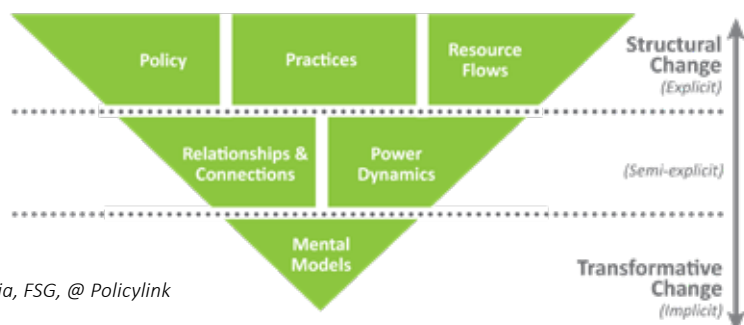 Policy
Practices
Resource
Flows
Structural
Change
(Explicit)
Relationships &
Connections
Power
Dynamics
(Semi-explicit)
Mental
Models
Transformative
Change
(Implicit)
ia, FSG, @ Policylink